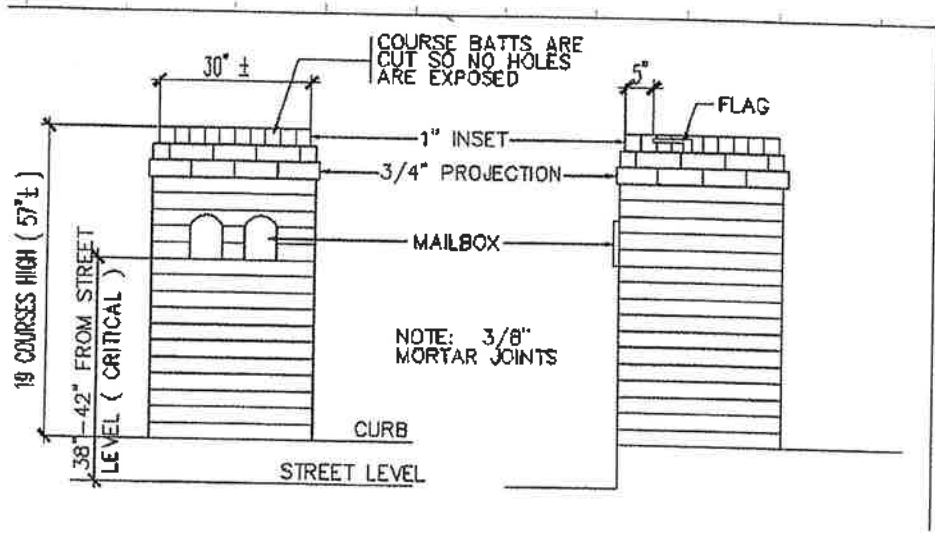 COURSE BATTS ARE
CUT SO NO HOLES
ARE EXPOSED
30" ±
5"
FLAG
1" INSET
3/4" PROJECTION
MAILBOX
19 COURSES HIGH ( 57"± )
38"-42" FROM STREET
LEVEL ( CRITICAL )
NOTE: 3/8"
MORTAR JOINTS
CURB
STREET LEVEL